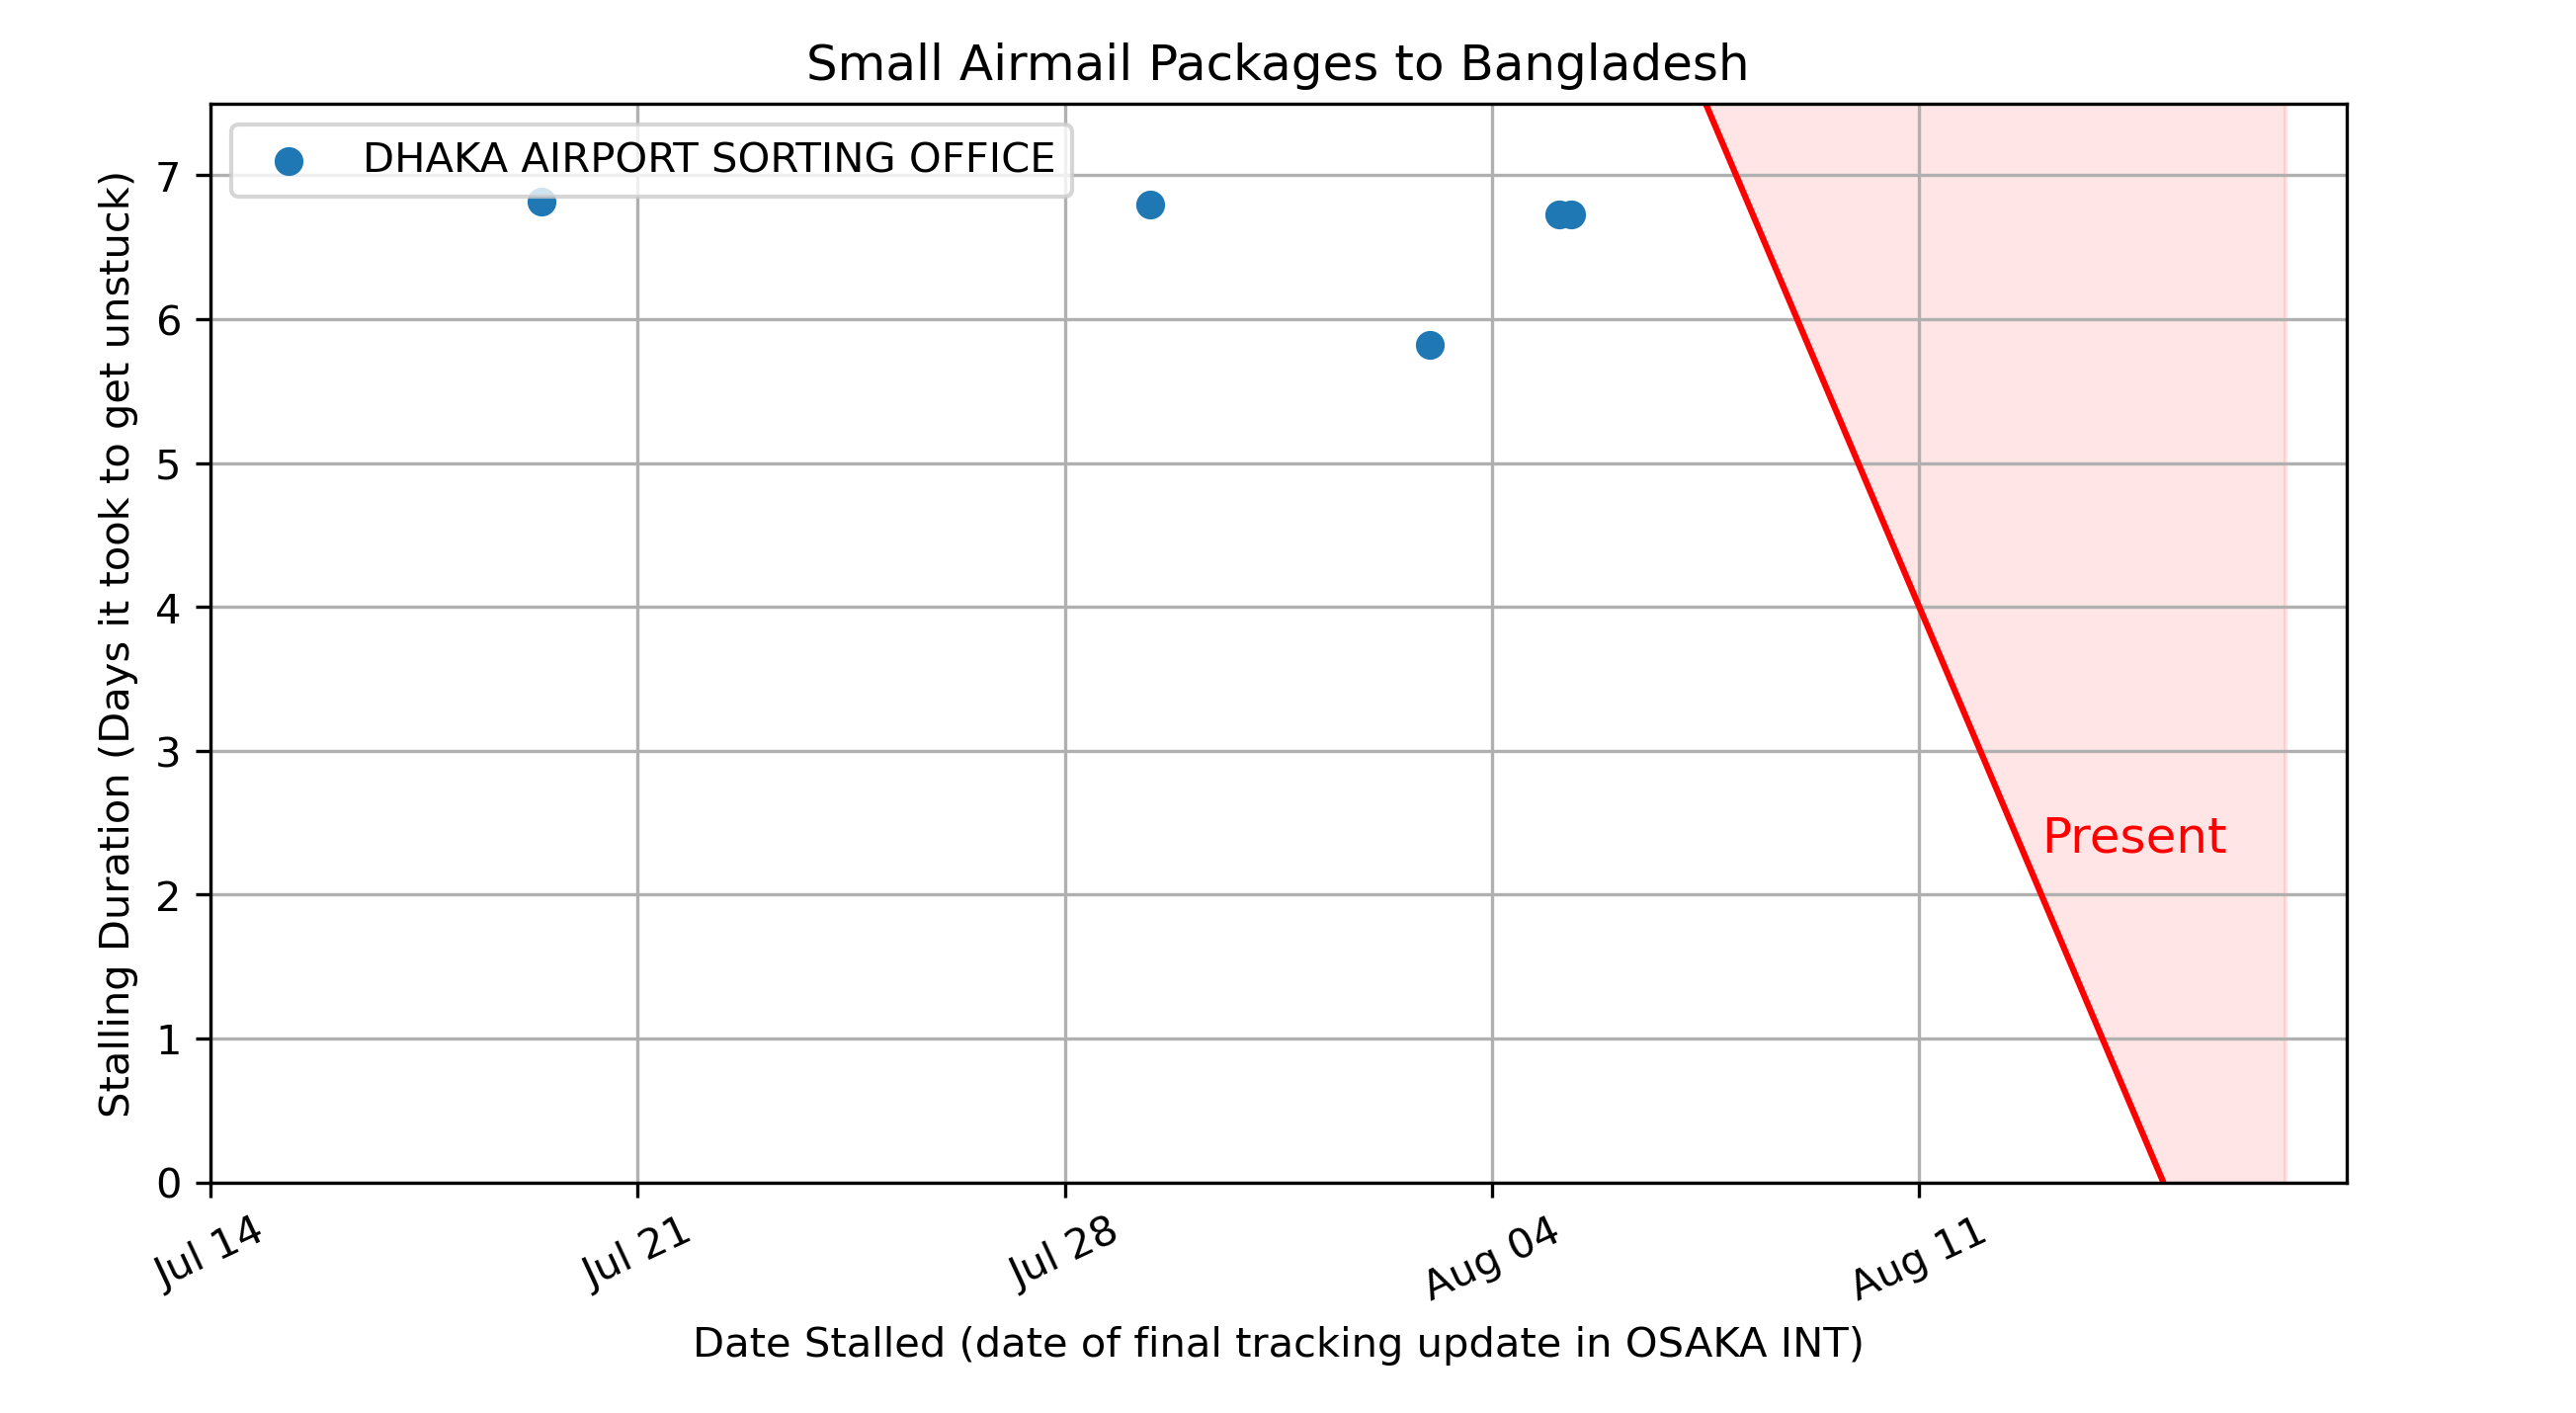 Small Airmail Packages to Bangladesh
DHAKA AIRPORT SORTING OFFICE
Stalling Duration (Days it took to get unstuck)
7
6
5
4
3
2
1
0
Present
Jul 14
Jul 21
Jul 28
Aug 04
Aug 11
Date Stalled (date of final tracking update in OSAKA INT)